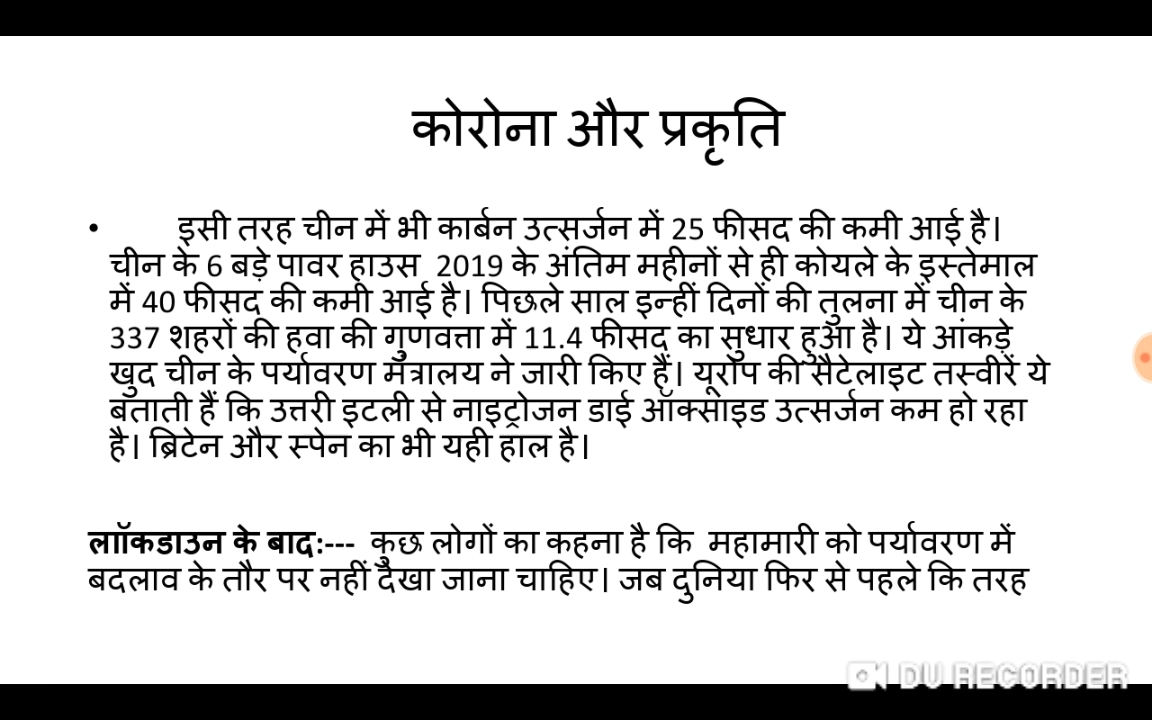 कोरोना और प्रकृति
• इसी तरह चीन में भी कार्बन उत्सर्जन में 25 फीसद की कमी आई है।
चीन के 6 बड़े पावर हाउस 2019 के अंतिम महीनों से ही कोयले के इस्तेमाल
में 40 फीसद की कमी आई है। पिछले साल इन्हीं दिनों की तुलना में चीन के
337 शहरों की हवा की गुणवत्ता में 11.4 फीसद का सुधार हुआ है। ये आंकड़े
खुद चीन के पर्यावरण मंत्रालय ने जारी किए हैं। यूरोप की सैटेलाइट तस्वीरें ये
बताती हैं कि उत्तरी इटली से नाइट्रोजन डाई ऑक्साइड उत्सर्जन कम हो रहा
है। ब्रिटेन और स्पेन का भी यही हाल है।
लाॅाकडाउन के बाद:--- कुछ लोगों का कहना है कि महामारी को पर्यावरण में
बदलाव के तौर पर नहीं देखा जाना चाहिए। जब दुनिया फिर से पहले कि तरह
DU RECORDER